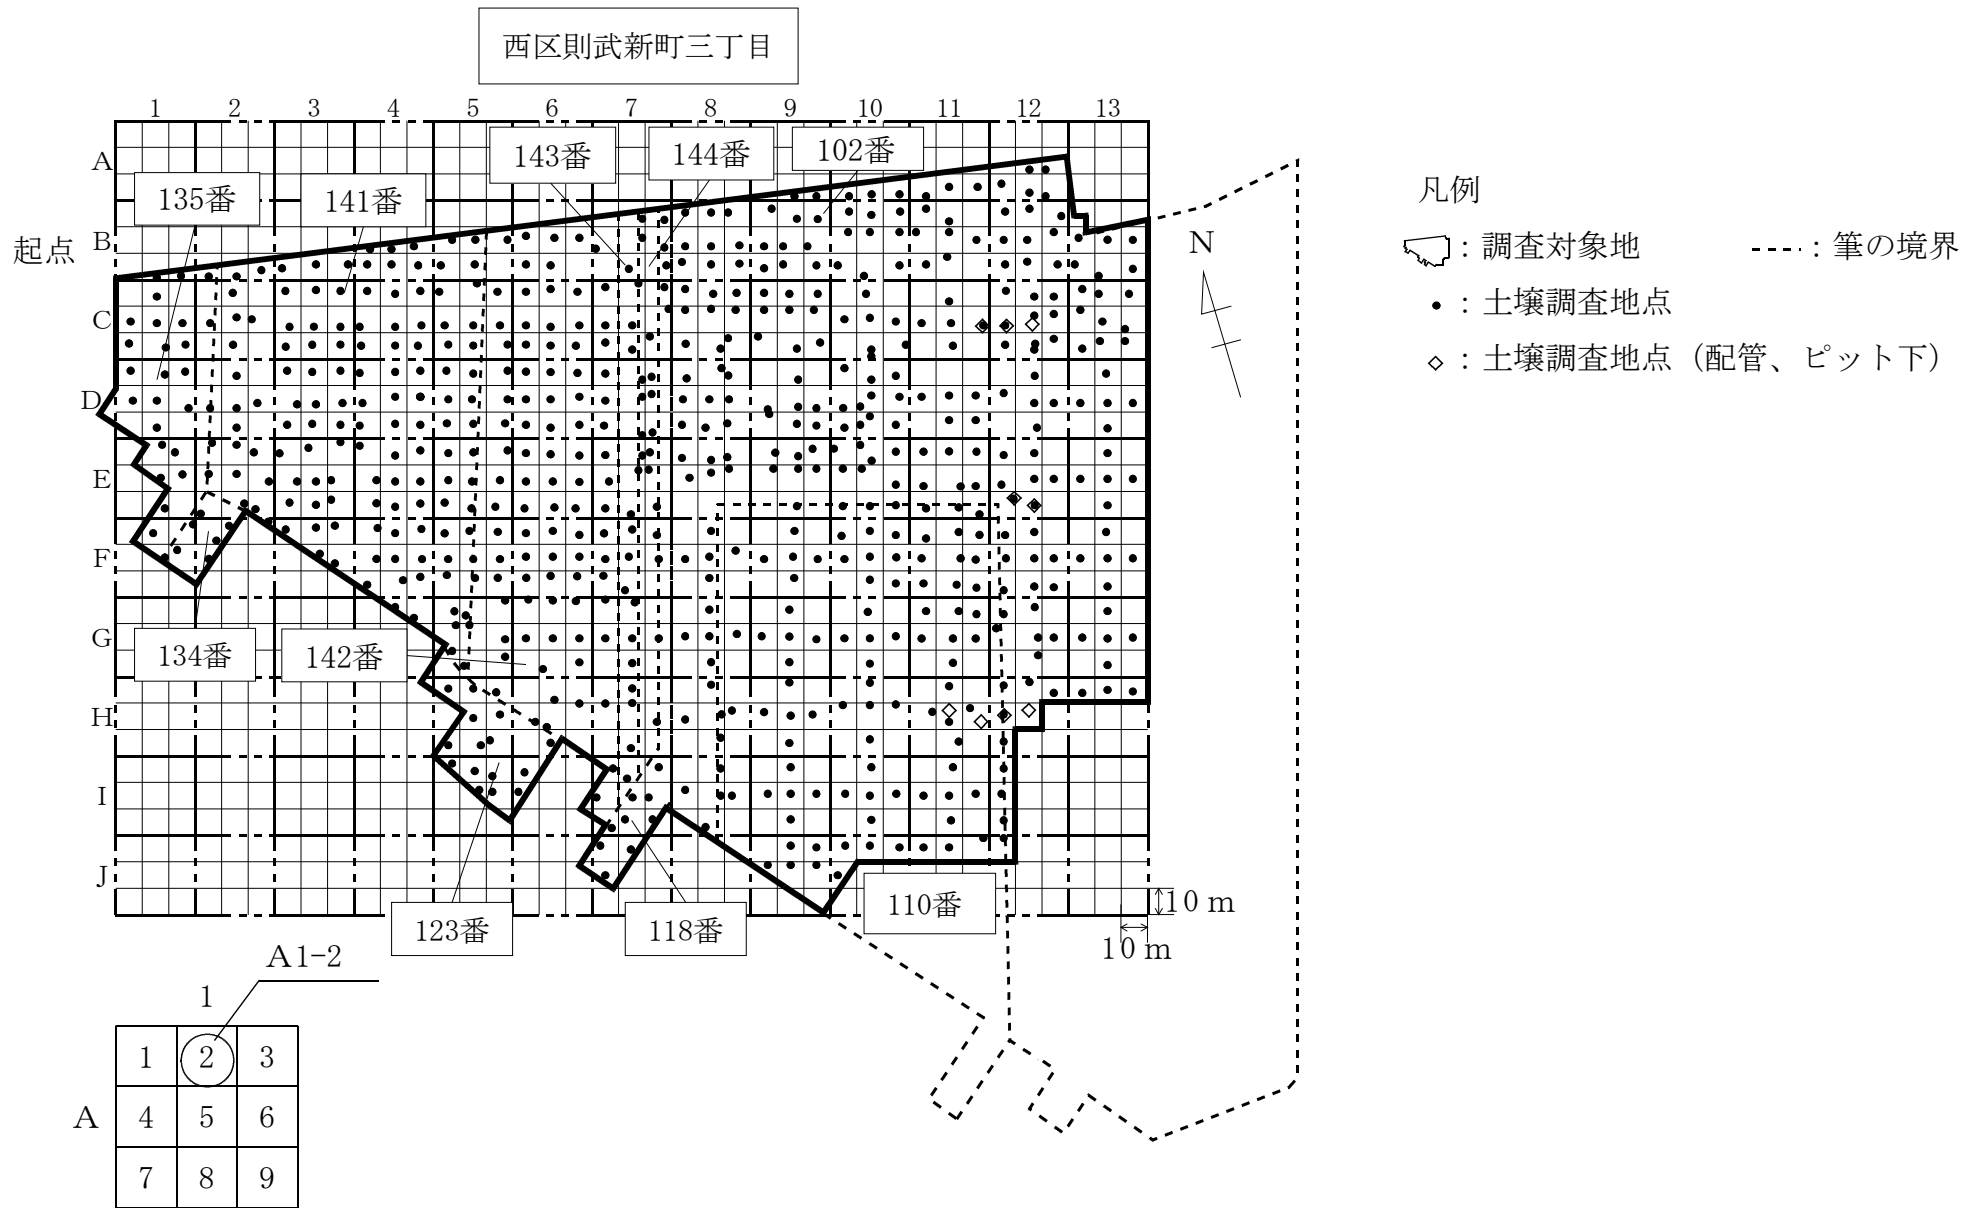 西区則武新町三丁目
1 2 3 4 5 6 7 8 9 10 11 12 13
A
143番 144番 102番
135番 141番
凡例
B
起点
N
：調査対象地
：筆の境界
C
：土壌調査地点
：土壌調査地点（配管、ピット下）
D
E
F
G
134番 142番
H
I
J
110番
10 m
123番 118番
10 m
A1-2
1
1 2 3
A
4 5 6
7 8 9